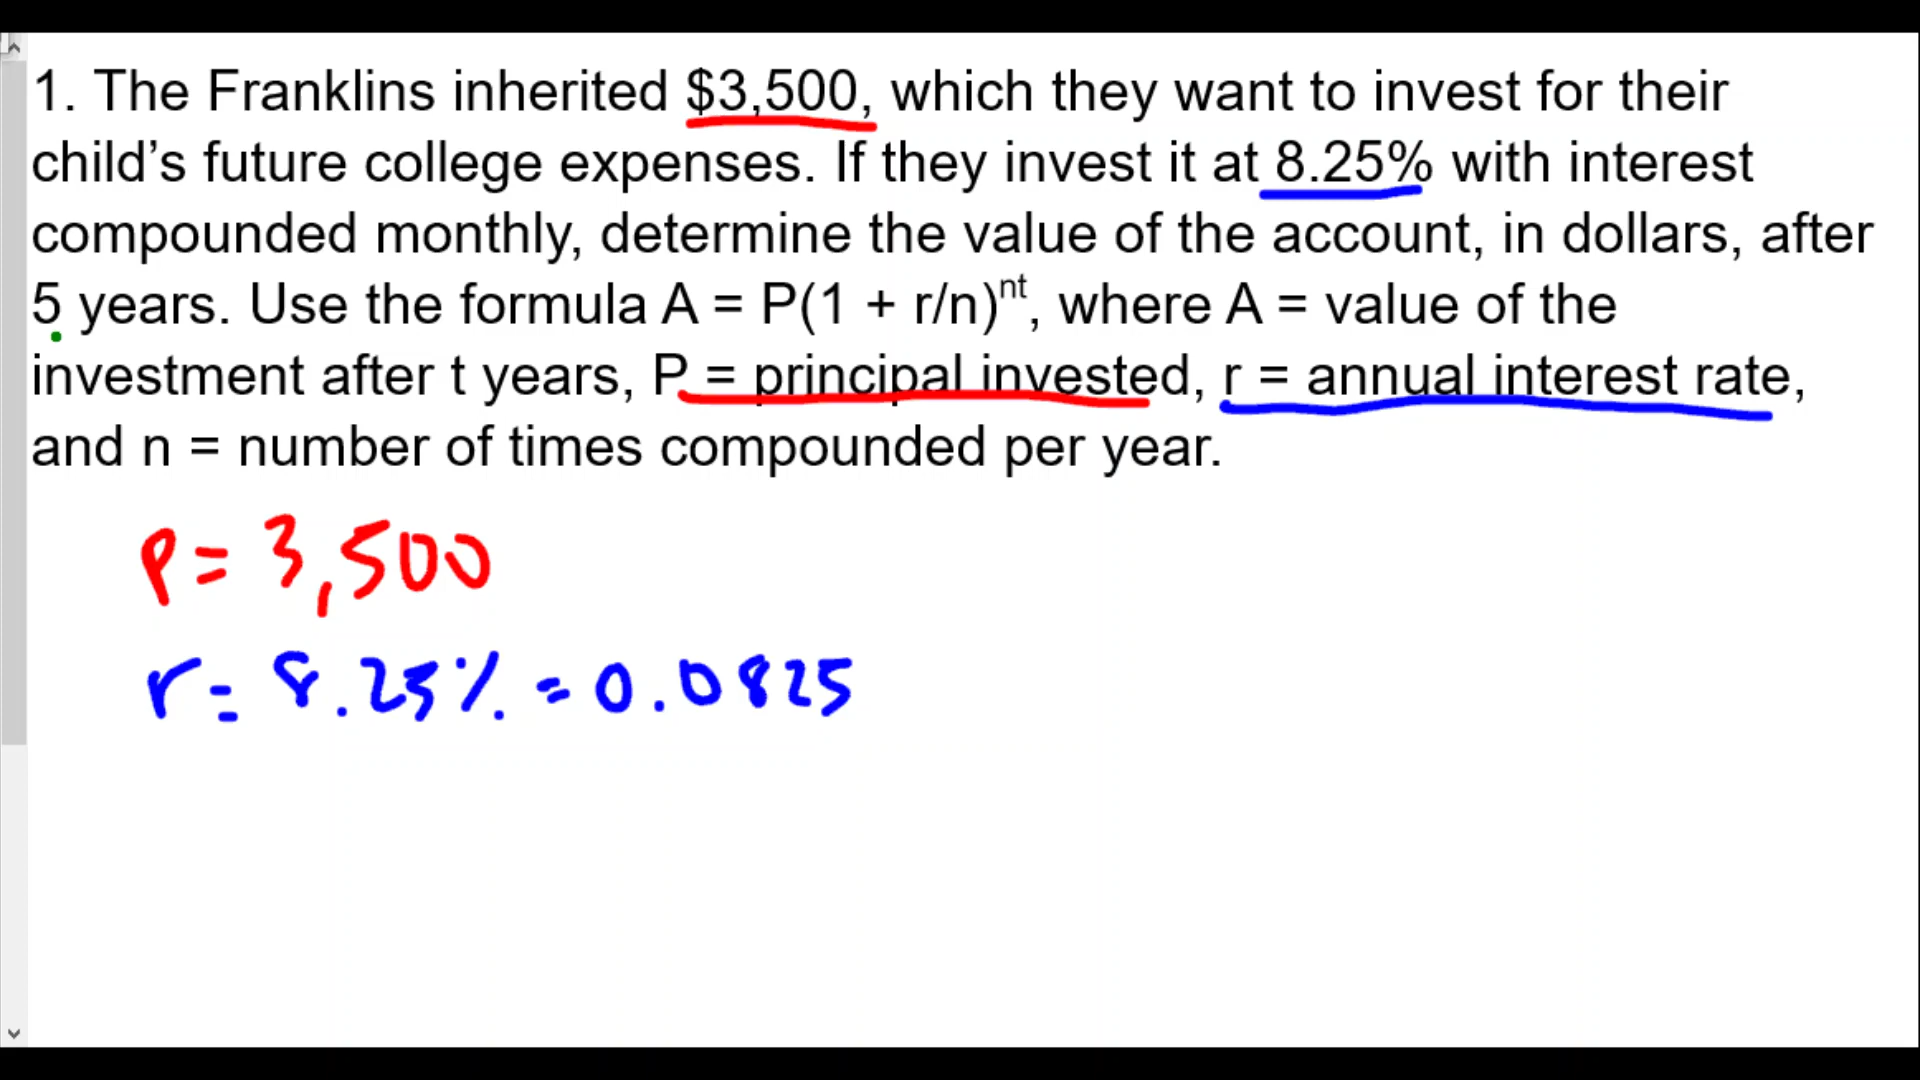 1. The Franklins inherited $3,500, which they want to invest for their
child’s future college expenses. If they invest it at 8.25% with interest
compounded monthly, determine the value of the account, in dollars, after
5 years. Use the formula A = P(1 + r/n)ⁿᵗ, where A = value of the
investment after t years, P = principal invested, r = annual interest rate,
and n = number of times compounded per year.
P = 3,500
r = 8.25% = 0.0825